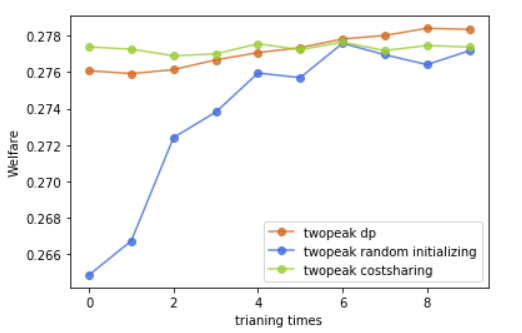 0.278
0.276
0.274
0.272
0.270
0.268
0.266
Welfare
twopeak dp
twopeak random initializing
twopeak costsharing
0 2 4 6 8
trianing times